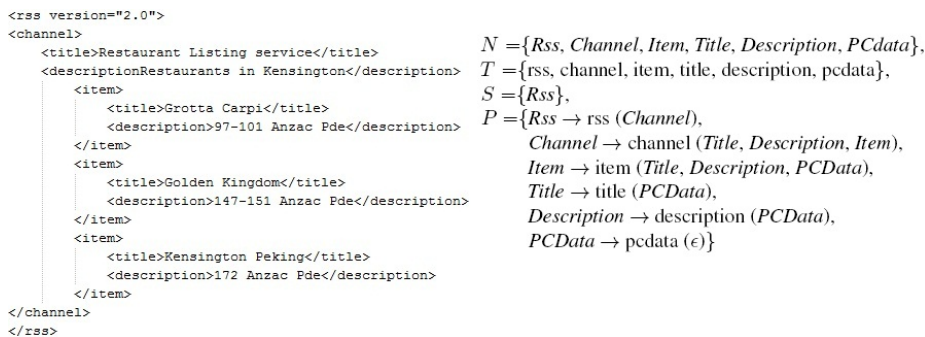 <rss version="2.0">
<channel>
<title>Restaurant Listing service</title>
<descriptionRestaurants in Kensington</description>
<item>
<title>Grotta Carpi</title>
<description>97-101 Anzac Pde</description>
</item>
<item>
<title>Golden Kingdom</title>
<description>147-151 Anzac Pde</description>
</item>
<item>
<title>Kensington Peking</title>
<description>172 Anzac Pde</description>
</item>
</channel>
</rss>
N ={Rss, Channel, Item, Title, Description, PCdata},
T ={rss, channel, item, title, description, pcdata},
S ={Rss},
P ={Rss → rss (Channel),
Channel → channel (Title, Description, Item),
Item → item (Title, Description, PCData),
Title → title (PCData),
Description → description (PCData),
PCData → pcdata (ϵ)}